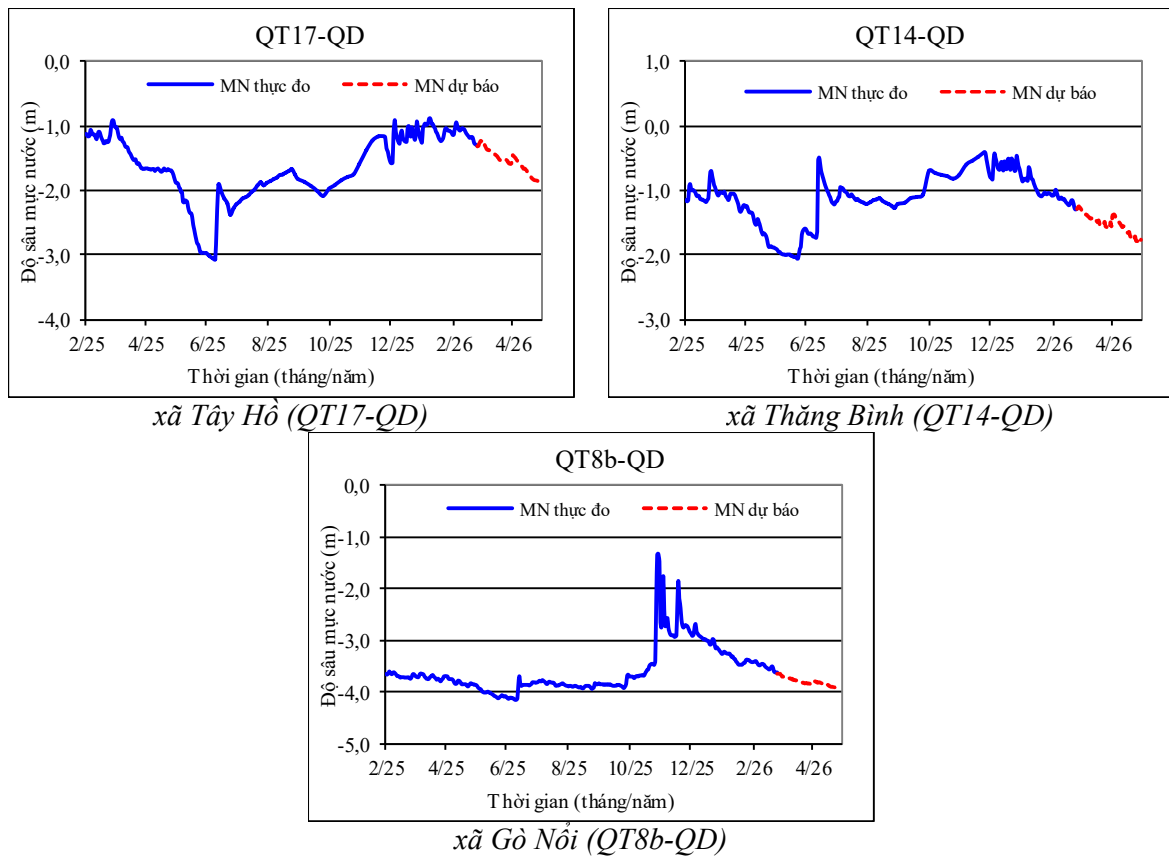 QT17-QD
0,0
-1,0
-2,0
-3,0
-4,0
Độ sâu mực nước (m)
MN thực đo
MN dự báo
2/25 4/25 6/25 8/25 10/25 12/25 2/26 4/26
Thời gian (tháng/năm)
xã Tây Hồ (QT17-QD)
QT14-QD
1,0
0,0
-1,0
-2,0
-3,0
Độ sâu mực nước (m)
MN thực đo
MN dự báo
2/25 4/25 6/25 8/25 10/25 12/25 2/26 4/26
Thời gian (tháng/năm)
xã Thăng Bình (QT14-QD)
QT8b-QD
0,0
-1,0
-2,0
-3,0
-4,0
-5,0
Độ sâu mực nước (m)
MN thực đo
MN dự báo
2/25 4/25 6/25 8/25 10/25 12/25 2/26 4/26
Thời gian (tháng/năm)
xã Gò Nổi (QT8b-QD)